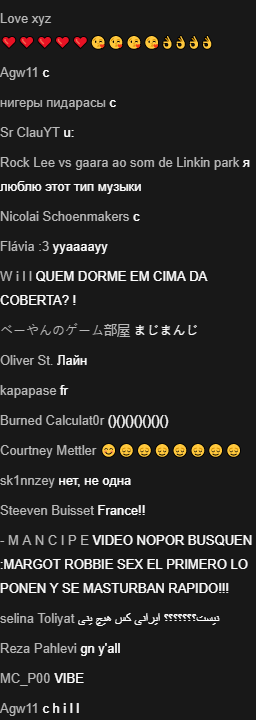 Love xyz
❤❤❤❤❤😘😘😘😘👌👌👌
Agw11 c
нигеры пидарасы c
Sr ClauYT u:
Rock Lee vs gaara ao som de Linkin park я
люблю этот тип музыки
Nicolai Schoenmakers c
Flávia :3 yyaaaayy
W i l l QUEM DORME EM CIMA DA
COBERTA? !
べーやんのゲーム部屋 まじまんじ
Oliver St. Лайн
kapapase fr
Burned Calculat0r ()()()()()()()
Courtney Mettler 😊😔😔😔😔😔😔😔
sk1nnzey нет, не одна
Steeven Buisset France!!
- M A N C I P E VIDEO NOPOR BUSQUEN
:MARGOT ROBBIE SEX EL PRIMERO LO
PONEN Y SE MASTURBAN RAPIDO!!!
selina Toliyat ایرانی کس هیچ ینی ؟؟؟؟؟؟؟نیست
Reza Pahlevi gn y'all
MC_P00 VIBE
Agw11 c h i l l